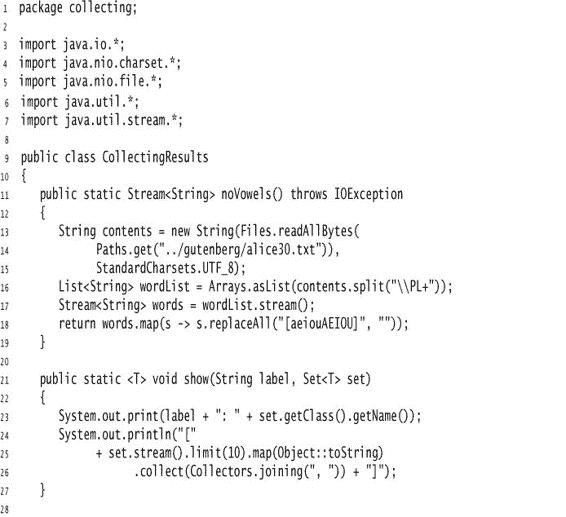 1 package collecting;
2
3 import java.io.*;
4 import java.nio.charset.*;
5 import java.nio.file.*;
6 import java.util.*;
7 import java.util.stream.*;
8
9 public class CollectingResults
10 {
11    public static Stream<String> noVowels() throws IOException
12    {
13       String contents = new String(Files.readAllBytes(
14             Paths.get("../gutenberg/alice30.txt")),
15             StandardCharsets.UTF_8);
16       List<String> wordList = Arrays.asList(contents.split("\\PL+"));
17       Stream<String> words = wordList.stream();
18       return words.map(s -> s.replaceAll("[aeiouAEIOU]", ""));
19    }
20
21    public static <T> void show(String label, Set<T> set)
22    {
23       System.out.print(label + ": " + set.getClass().getName());
24       System.out.println("["
25             + set.stream().limit(10).map(Object::toString)
26                   .collect(Collectors.joining(", ")) + "]");
27    }
28